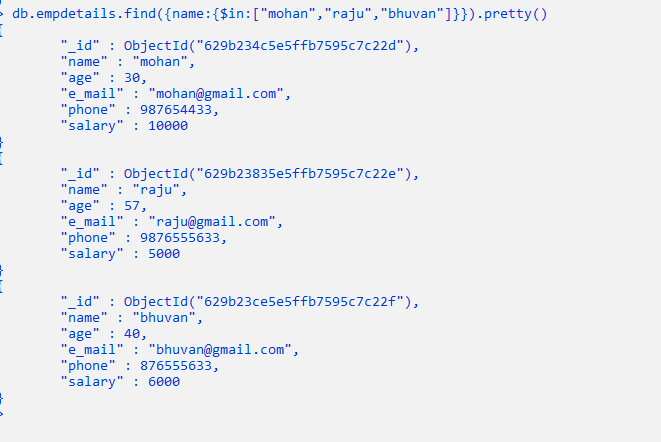 > db.empdetails.find({name:{$in:["mohan","raju","bhuvan"]}}).pretty()
{
"_id" : ObjectId("629b234c5e5ffb7595c7c22d"),
"name" : "mohan",
"age" : 30,
"e_mail" : "mohan@gmail.com",
"phone" : 987654433,
"salary" : 10000
}
{
"_id" : ObjectId("629b23835e5ffb7595c7c22e"),
"name" : "raju",
"age" : 57,
"e_mail" : "raju@gmail.com",
"phone" : 9876555633,
"salary" : 5000
}
{
"_id" : ObjectId("629b23ce5e5ffb7595c7c22f"),
"name" : "bhuvan",
"age" : 40,
"e_mail" : "bhuvan@gmail.com",
"phone" : 876555633,
"salary" : 6000
}
>